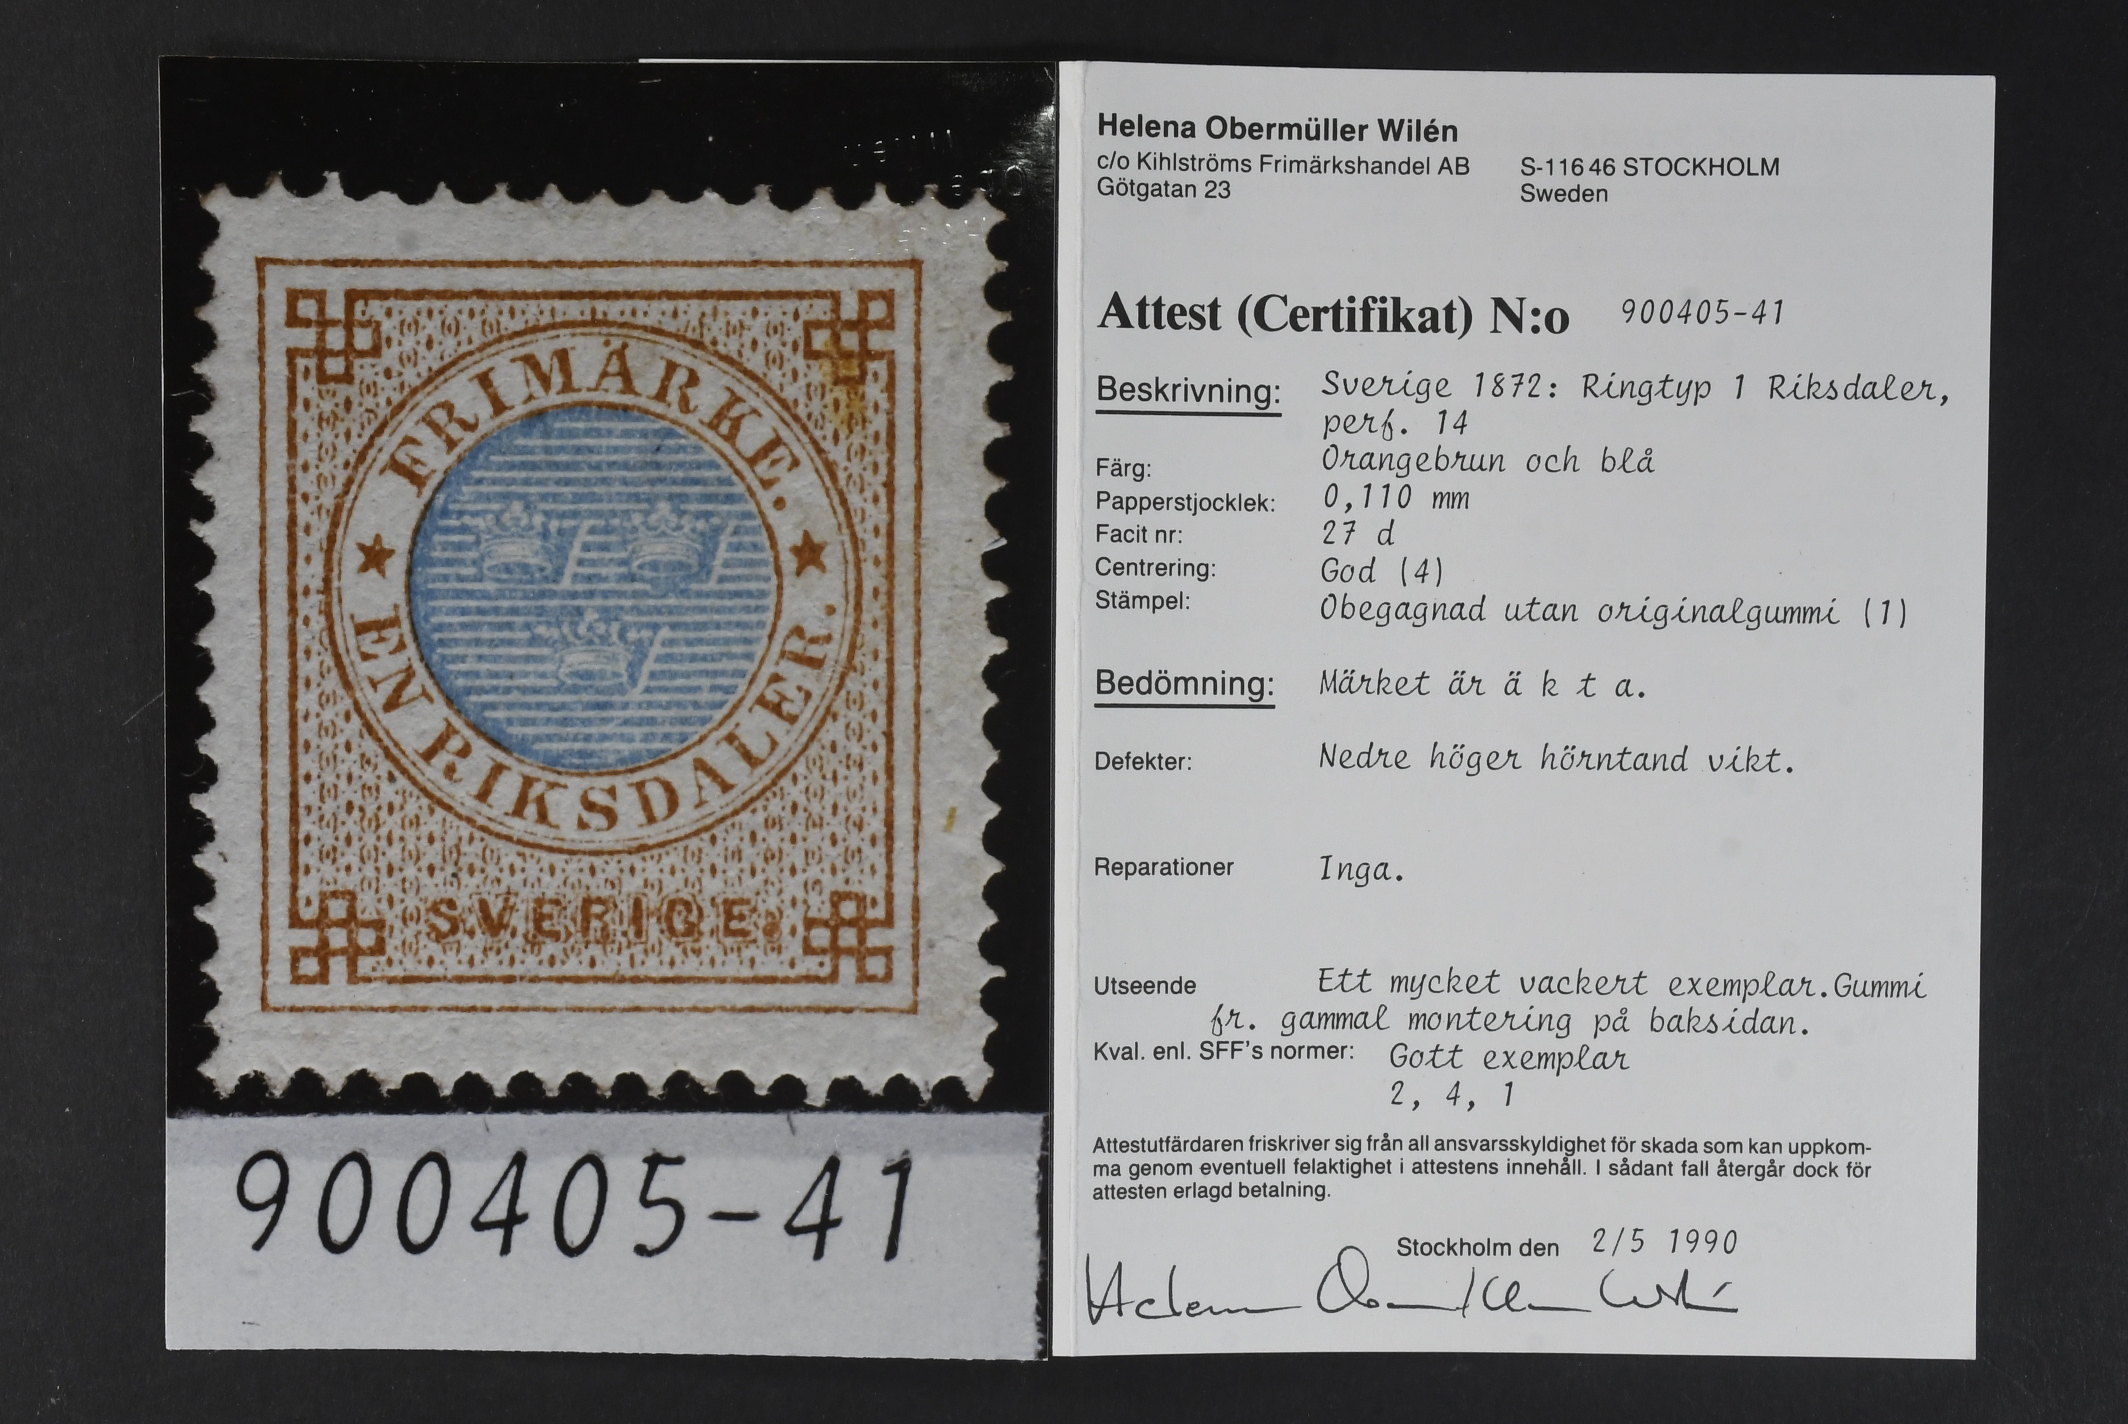 FRIMÄRKE.
EN RIKSDALER.
SVERIGE.
900405-41
Helena Obermüller Wilén
c/o Kihlströms Frimärkshandel AB S-116 46 STOCKHOLM
Götgatan 23 Sweden
Attest (Certifikat) N:o 900405-41
Beskrivning: Sverige 1872: Ringtyp 1 Riksdaler,
perf. 14
Färg: Orangebrun och blå
Papperstjocklek: 0,110 mm
Facit nr: 27 d
Centrering: God (4)
Stämpel: Obegagnad utan originalgummi (1)
Bedömning: Märket är ä k t a.
Defekter: Nedre höger hörntand vikt.
Reparationer Inga.
Utseende Ett mycket vackert exemplar. Gummi
fr. gammal montering på baksidan.
Kval. enl. SFF's normer: Gott exemplar
2, 4, 1
Attestutfärdaren friskriver sig från all ansvarsskyldighet för skada som kan uppkom-
ma genom eventuell felaktighet i attestens innehåll. I sådant fall återgår dock för
attesten erlagd betalning.
Stockholm den 2/5 1990